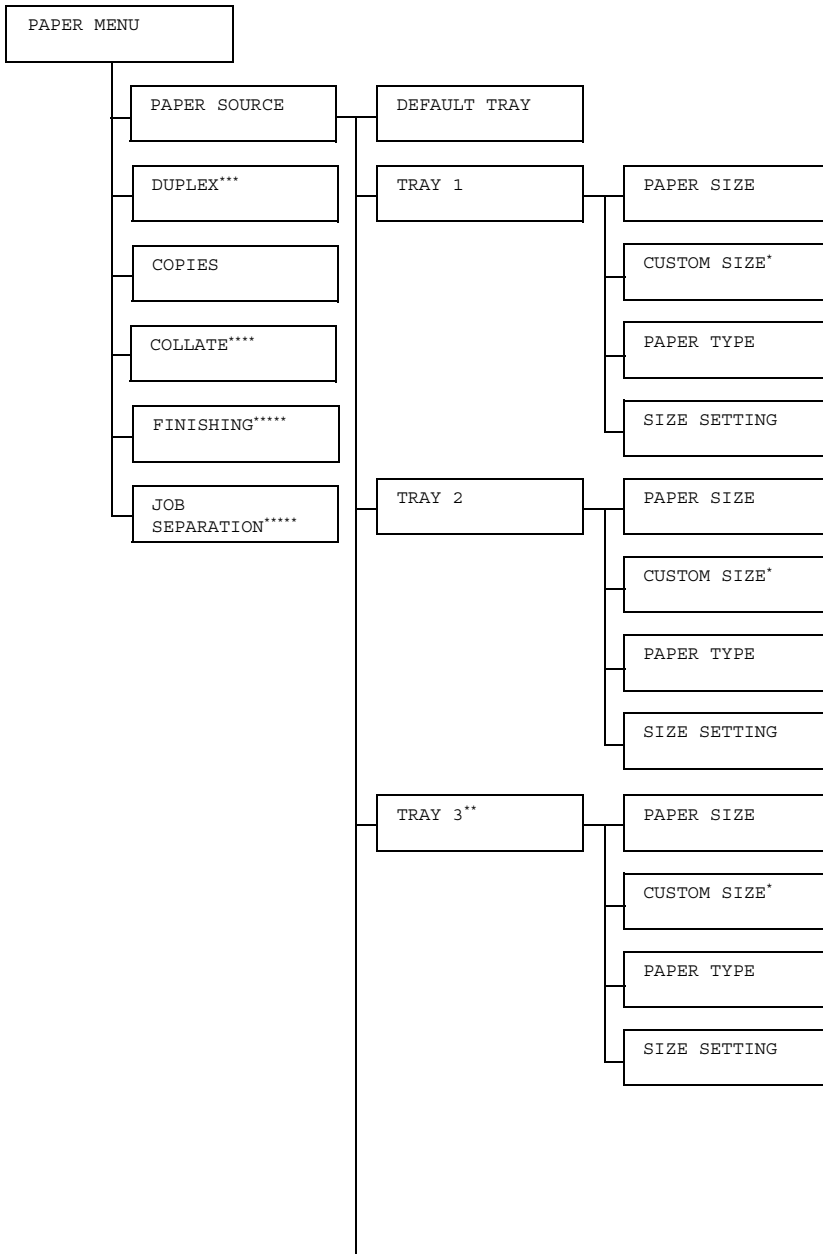 PAPER MENU
PAPER SOURCE
DEFAULT TRAY
DUPLEX***
TRAY 1
PAPER SIZE
COPIES
CUSTOM SIZE*
COLLATE****
PAPER TYPE
FINISHING*****
SIZE SETTING
JOB
SEPARATION*****
TRAY 2
PAPER SIZE
CUSTOM SIZE*
PAPER TYPE
SIZE SETTING
TRAY 3**
PAPER SIZE
CUSTOM SIZE*
PAPER TYPE
SIZE SETTING